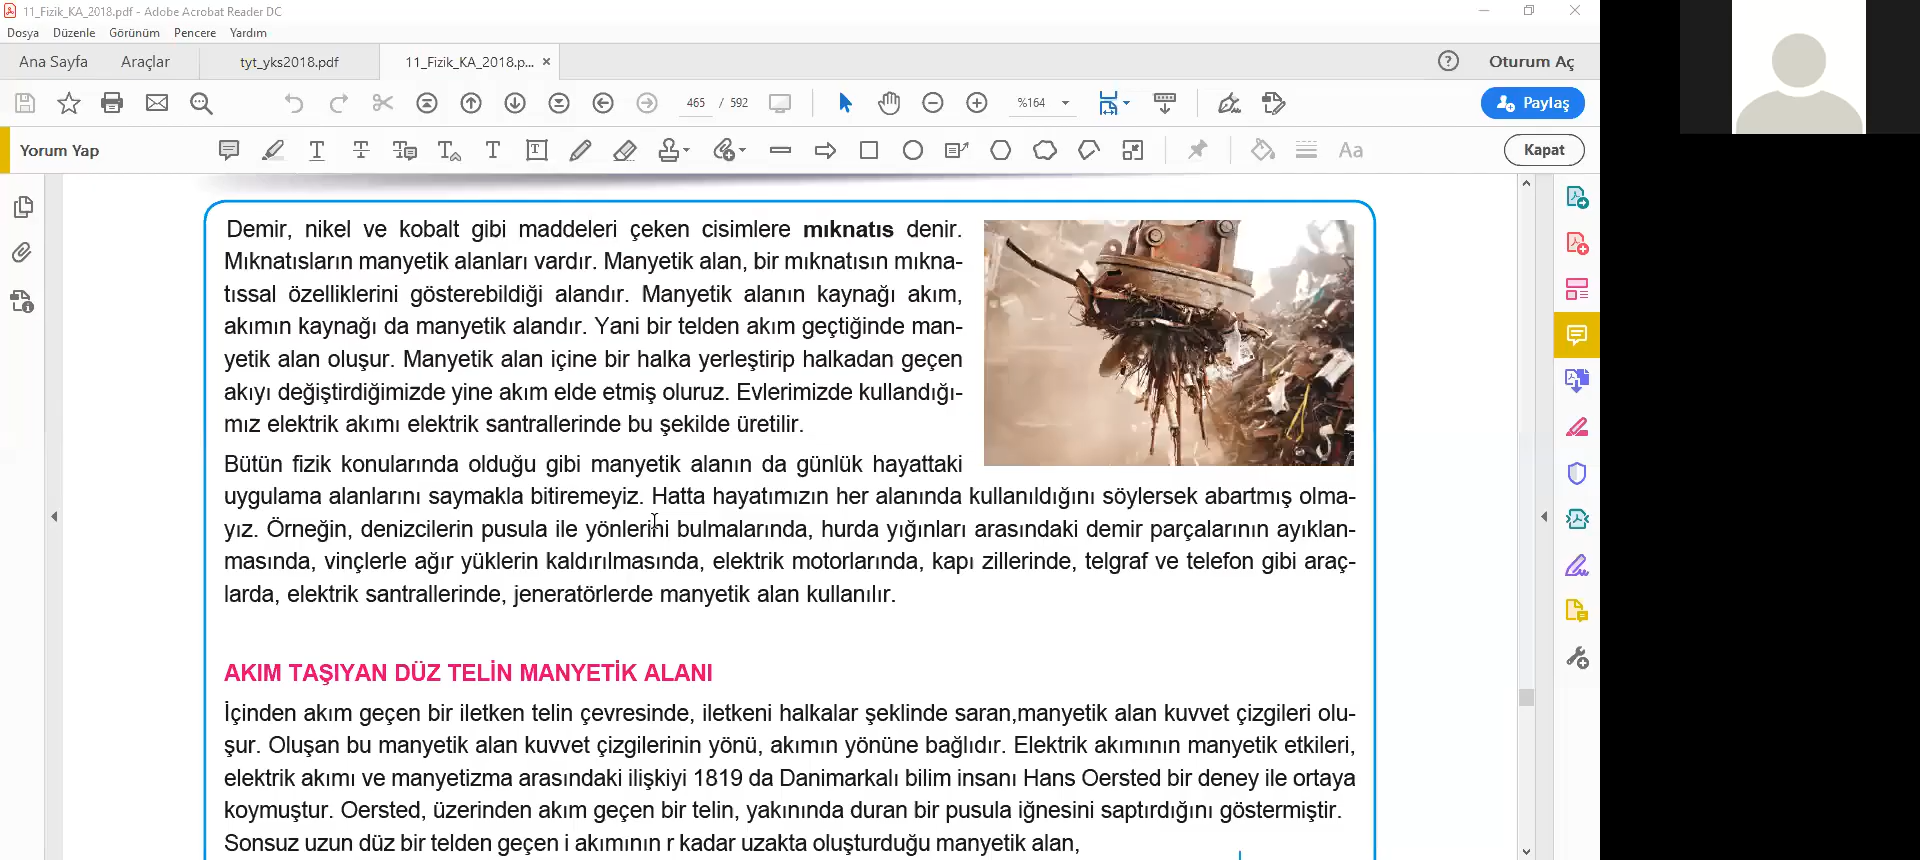 11_Fizik_KA_2018.pdf - Adobe Acrobat Reader DC
Dosya Düzenle Görünüm Pencere Yardım
Ana Sayfa Araçlar tyt_yks2018.pdf 11_Fizik_KA_2018.p... × Oturum Aç
465 / 592 %164 Paylaş
Yorum Yap Kapat
Demir, nikel ve kobalt gibi maddeleri çeken cisimlere mıknatıs denir.
Mıknatısların manyetik alanları vardır. Manyetik alan, bir mıknatısın mıkna-
tıssal özelliklerini gösterebildiği alandır. Manyetik alanın kaynağı akım,
akımın kaynağı da manyetik alandır. Yani bir telden akım geçtiğinde man-
yetik alan oluşur. Manyetik alan içine bir halka yerleştirip halkadan geçen
akıyı değiştirdiğimizde yine akım elde etmiş oluruz. Evlerimizde kullandığı-
mız elektrik akımı elektrik santrallerinde bu şekilde üretilir.
Bütün fizik konularında olduğu gibi manyetik alanın da günlük hayattaki
uygulama alanlarını saymakla bitiremeyiz. Hatta hayatımızın her alanında kullanıldığını söylersek abartmış olma-
yız. Örneğin, denizcilerin pusula ile yönlerini bulmalarında, hurda yığınları arasındaki demir parçalarının ayıklan-
masında, vinçlerle ağır yüklerin kaldırılmasında, elektrik motorlarında, kapı zillerinde, telgraf ve telefon gibi araç-
larda, elektrik santrallerinde, jeneratörlerde manyetik alan kullanılır.
AKIM TAŞIYAN DÜZ TELİN MANYETİK ALANI
İçinden akım geçen bir iletken telin çevresinde, iletkeni halkalar şeklinde saran,manyetik alan kuvvet çizgileri olu-
şur. Oluşan bu manyetik alan kuvvet çizgilerinin yönü, akımın yönüne bağlıdır. Elektrik akımının manyetik etkileri,
elektrik akımı ve manyetizma arasındaki ilişkiyi 1819 da Danimarkalı bilim insanı Hans Oersted bir deney ile ortaya
koymuştur. Oersted, üzerinden akım geçen bir telin, yakınında duran bir pusula iğnesini saptırdığını göstermiştir.
Sonsuz uzun düz bir telden geçen i akımının r kadar uzakta oluşturduğu manyetik alan,